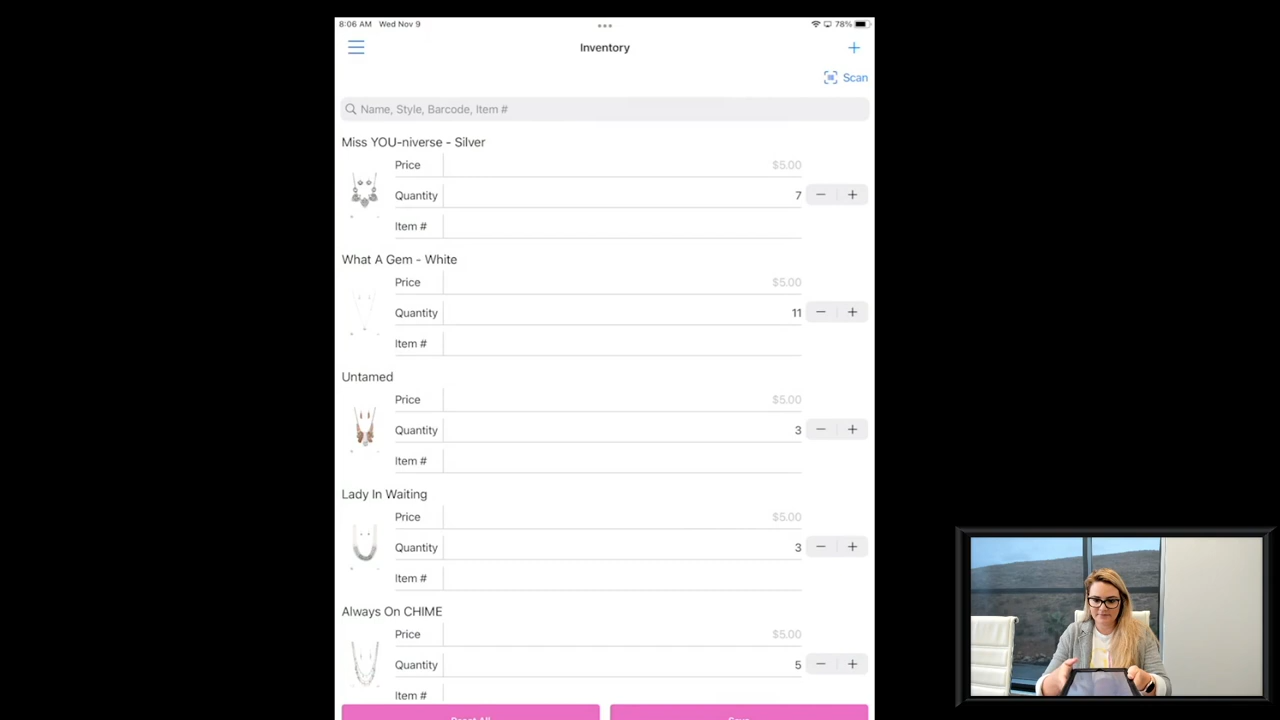 8:06 AM Wed Nov 9
78%
Inventory
Scan
Name, Style, Barcode, Item #
Miss YOU-niverse - Silver
Price $5.00
Quantity 7
Item #
What A Gem - White
Price $5.00
Quantity 11
Item #
Untamed
Price $5.00
Quantity 3
Item #
Lady In Waiting
Price $5.00
Quantity 3
Item #
Always On CHIME
Price $5.00
Quantity 5
Item #
Reset All Save